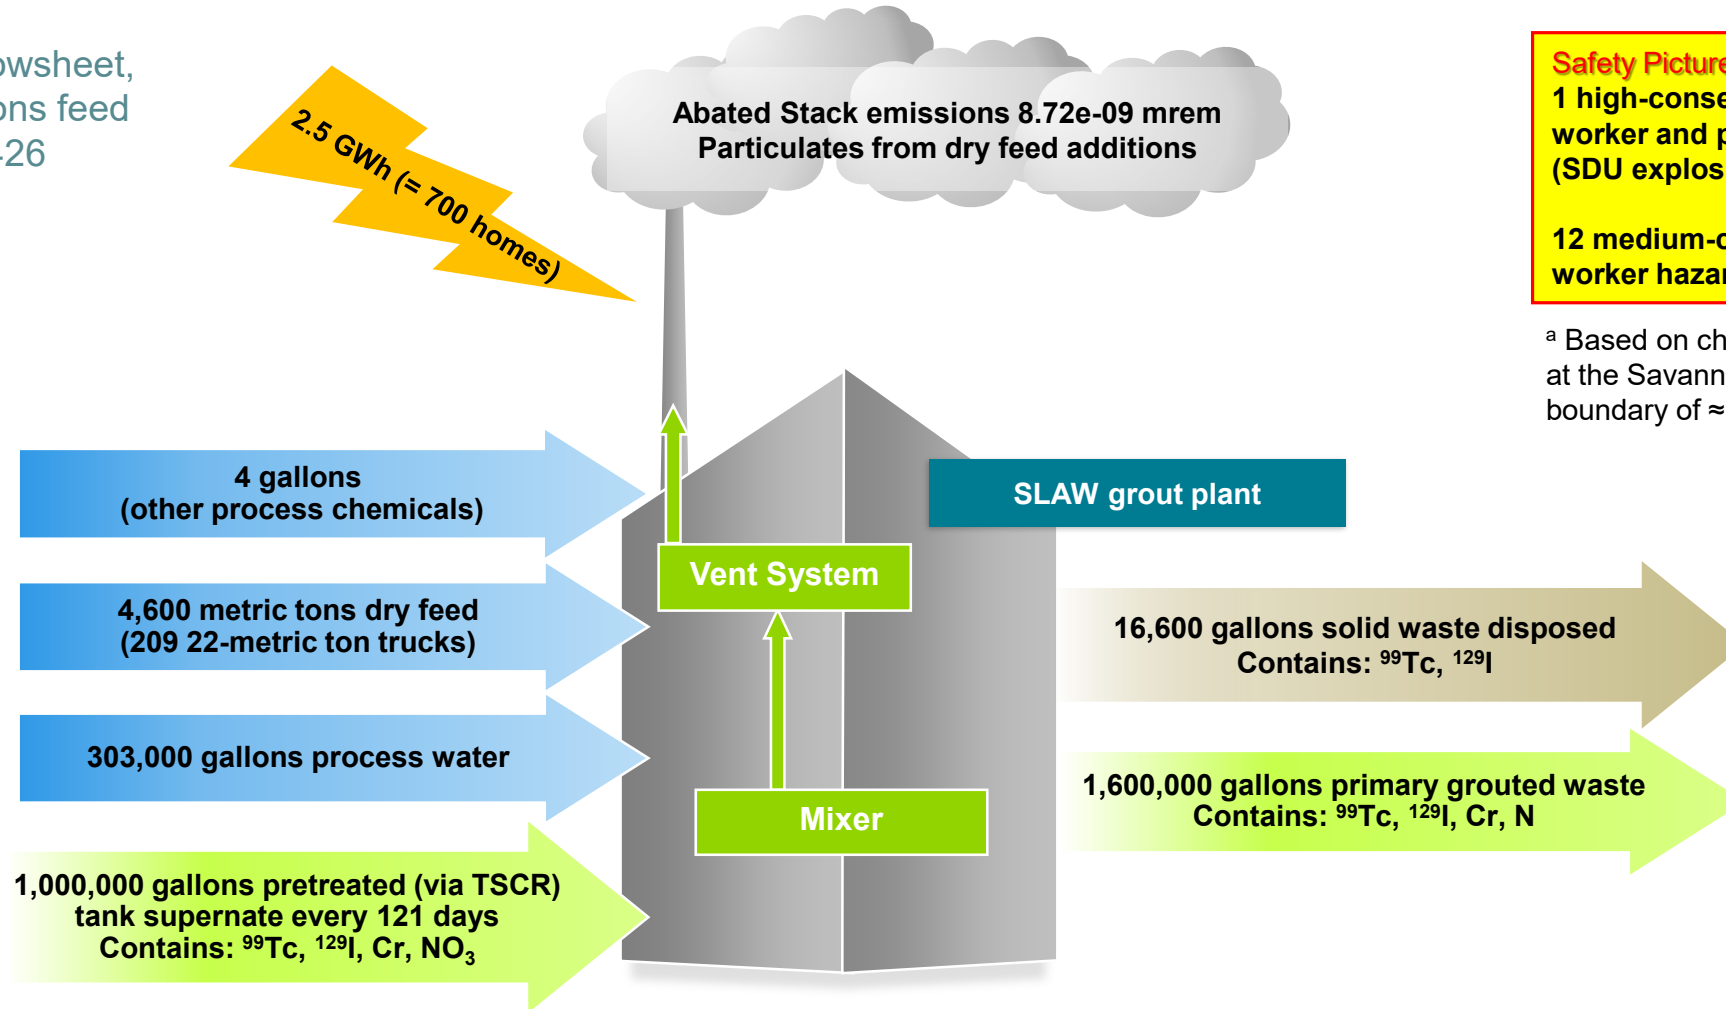 ons feed
2.5 GWh (= 700 homes)
Abated Stack emissions 8.72e-09 mrem
Particulates from dry feed additions
Safety Picture
1 high-conse
worker and p
(SDU explos
12 medium-c
worker hazar
ᵃ Based on ch
at the Savann
boundary of ≈
4 gallons
(other process chemicals)
SLAW grout plant
Vent System
4,600 metric tons dry feed
(209 22-metric ton trucks)
16,600 gallons solid waste disposed
Contains: ⁹⁹Tc, ¹²⁹I
303,000 gallons process water
1,600,000 gallons primary grouted waste
Contains: ⁹⁹Tc, ¹²⁹I, Cr, N
Mixer
1,000,000 gallons pretreated (via TSCR)
tank supernate every 121 days
Contains: ⁹⁹Tc, ¹²⁹I, Cr, NO₃